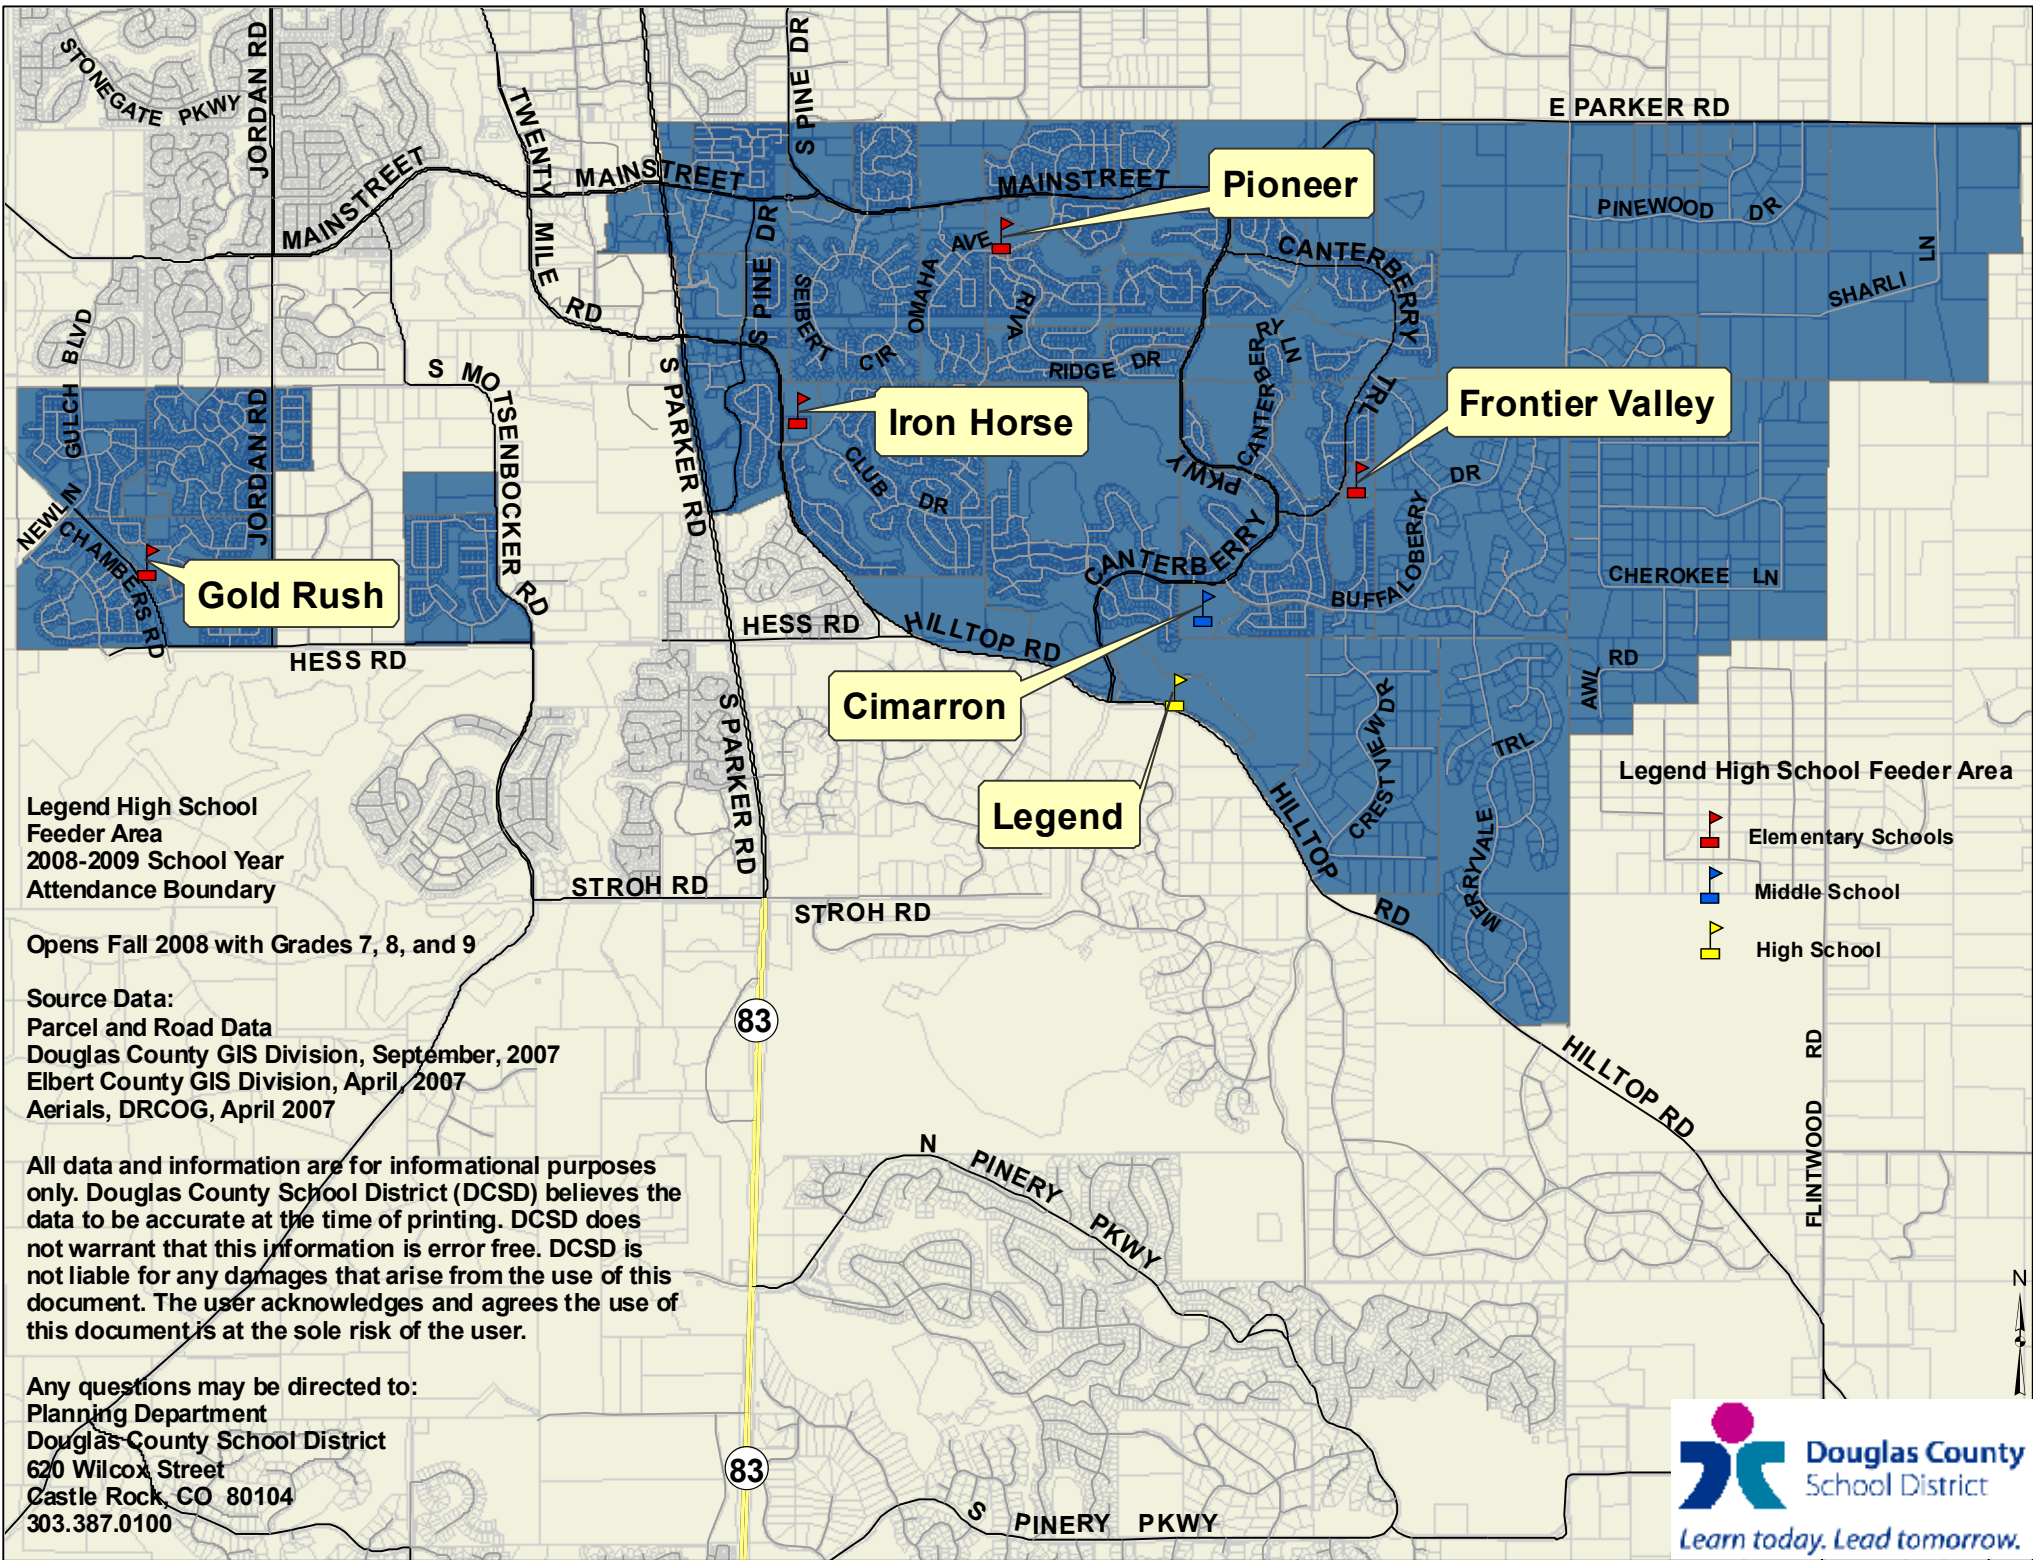 STONEGATE PKWY
JORDAN RD
MAINSTREET
TWENTY MILE RD
MAINSTREET
S PINE DR
MAINSTREET
E PARKER RD
Pioneer
PINEWOOD DR
SHARLI LN
AVE
OMAHA
RIVA
RIDGE DR
SEIBERT CIR
S PINE DR
CANTERBERRY TRL
CANTERBERRY LN
GULCH BLVD
NEWLIN
JORDAN RD
S MOTSENBOCKER RD
S PARKER RD
Iron Horse
Frontier Valley
CLUB DR
CANTERBERRY PKWY
BUFFALOBERRY DR
CHEROKEE LN
CHAMBERS RD
Gold Rush
HESS RD
HESS RD
HILLTOP RD
AWL RD
Cimarron
Legend
S PARKER RD
CRESTVIEW DR
MERRYVALE TRL
HILLTOP RD
STROH RD
STROH RD
Legend High School Feeder Area
Elementary Schools
Middle School
High School
Legend High School
Feeder Area
2008-2009 School Year
Attendance Boundary
Opens Fall 2008 with Grades 7, 8, and 9
Source Data:
Parcel and Road Data
Douglas County GIS Division, September, 2007
Elbert County GIS Division, April, 2007
Aerials, DRCOG, April 2007
All data and information are for informational purposes
only. Douglas County School District (DCSD) believes the
data to be accurate at the time of printing. DCSD does
not warrant that this information is error free. DCSD is
not liable for any damages that arise from the use of this
document. The user acknowledges and agrees the use of
this document is at the sole risk of the user.
Any questions may be directed to:
Planning Department
Douglas County School District
620 Wilcox Street
Castle Rock, CO 80104
303.387.0100
83
83
HILLTOP RD
FLINTWOOD RD
N PINERY PKWY
S PINERY PKWY
N
Douglas County
School District
Learn today. Lead tomorrow.